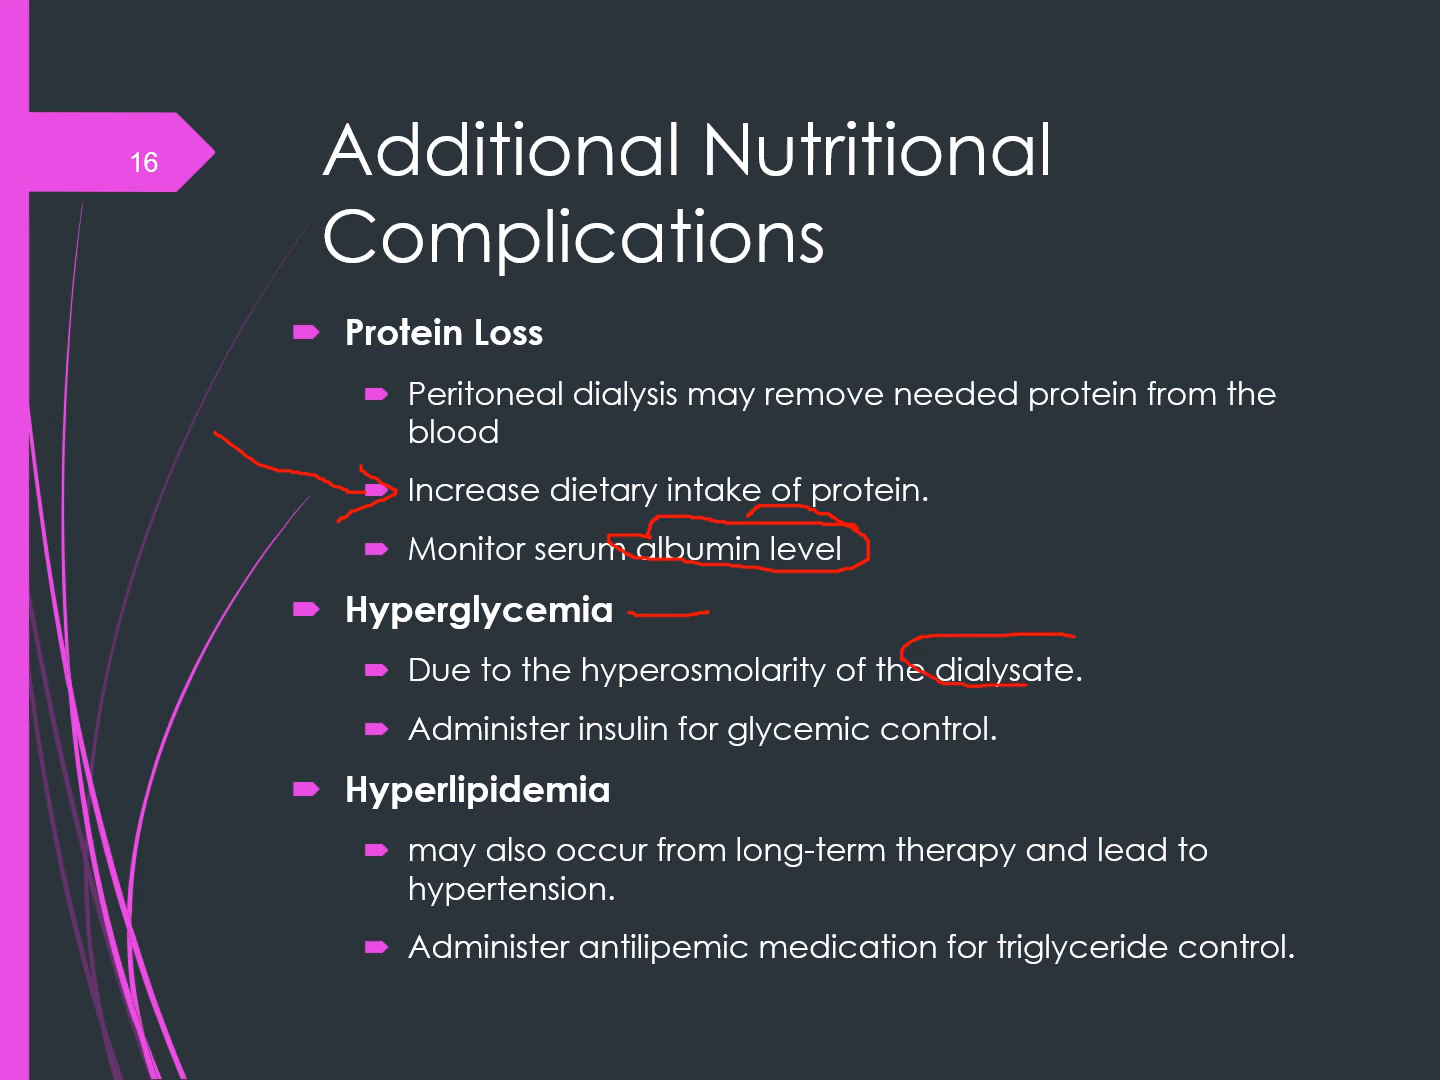 16
Additional Nutritional
Complications
Protein Loss
Peritoneal dialysis may remove needed protein from the
blood
Increase dietary intake of protein.
Monitor serum albumin level
Hyperglycemia
Due to the hyperosmolarity of the dialysate.
Administer insulin for glycemic control.
Hyperlipidemia
may also occur from long-term therapy and lead to
hypertension.
Administer antilipemic medication for triglyceride control.